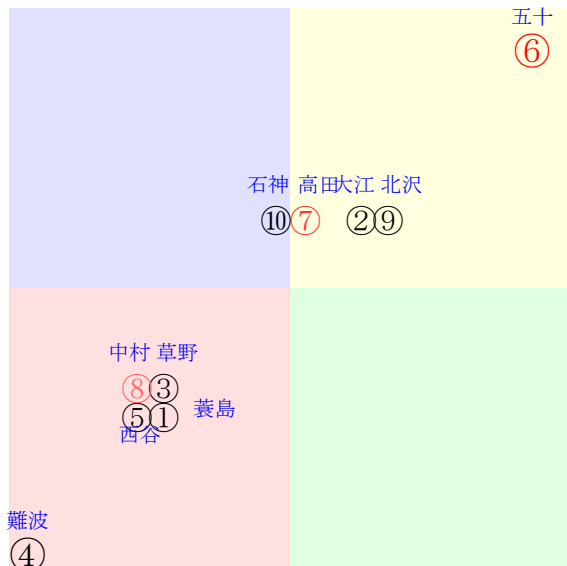 五十
⑥
石神 高田 大江 北沢
⑩⑦ ②⑨
中村 草野
⑧③
⑤① 蓑島
西谷
難波
④